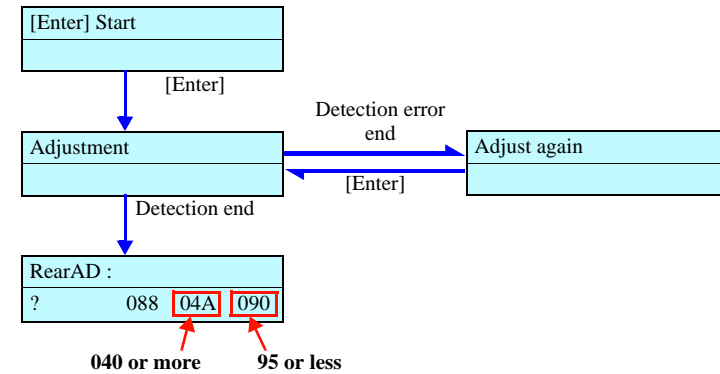 [Enter] Start
[Enter]
Detection error
end
Adjustment
Adjust again
[Enter]
Detection end
RearAD :
? 088 04A 090
040 or more 95 or less